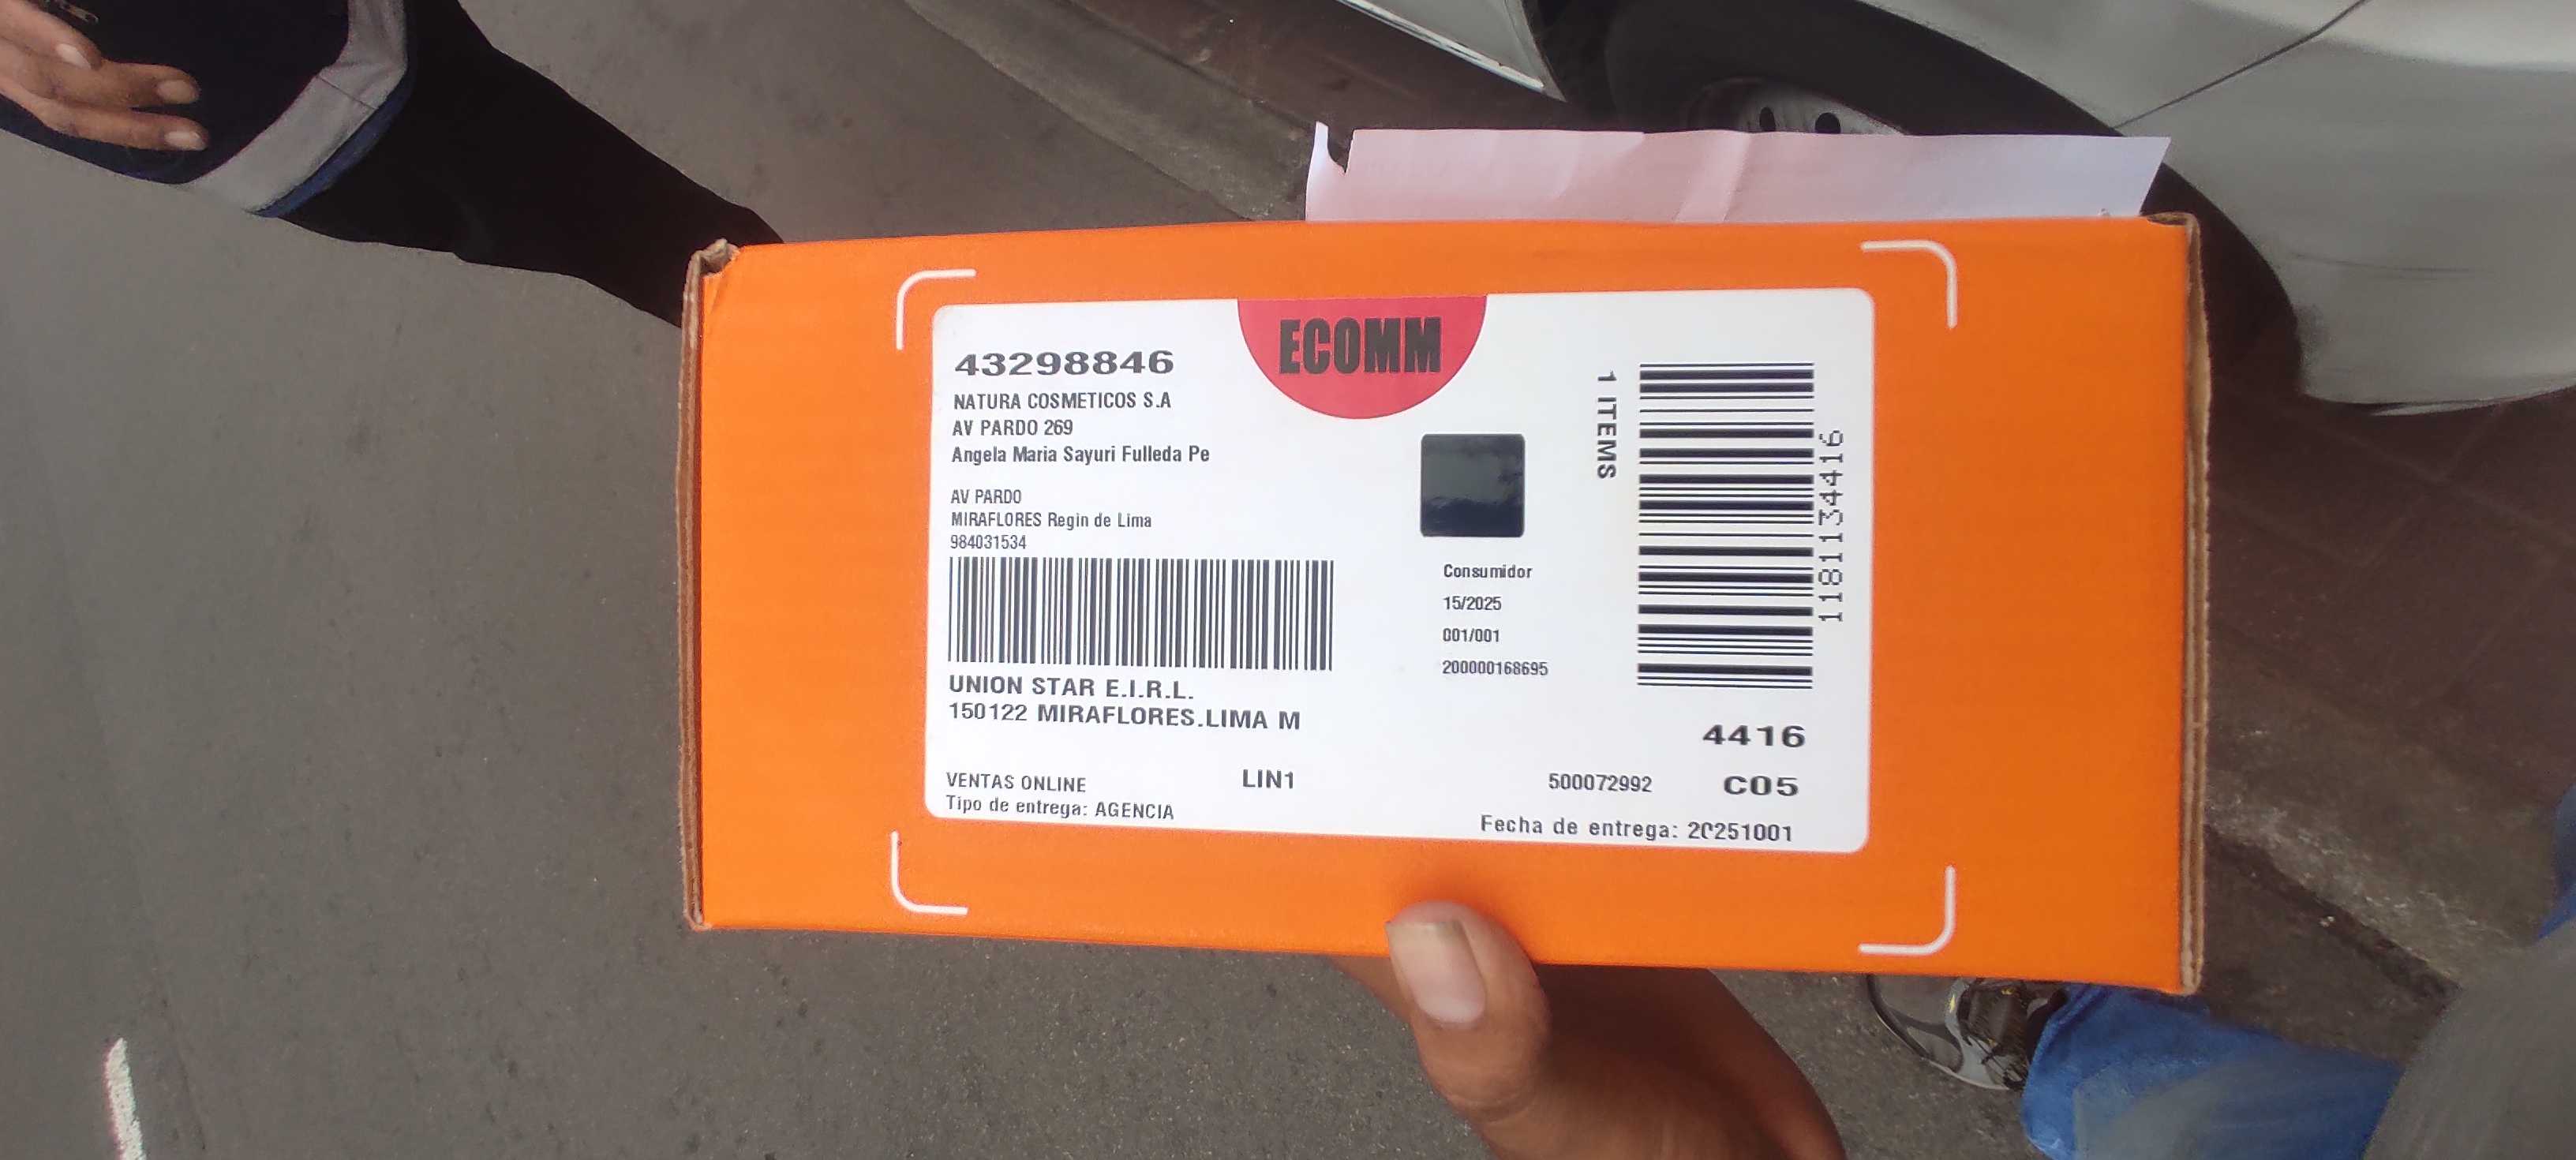 ECOMM
43298846
NATURA COSMETICOS S.A
AV PARDO 269
Angela Maria Sayuri Fulleda Pe
AV PARDO
MIRAFLORES Regin de Lima
984031534
UNION STAR E.I.R.L.
150122 MIRAFLORES.LIMA M
VENTAS ONLINE
LIN1
Tipo de entrega: AGENCIA
Consumidor
15/2025
001/001
200000168695
1 ITEMS
1181134416
4416
500072992
C05
Fecha de entrega: 20251001